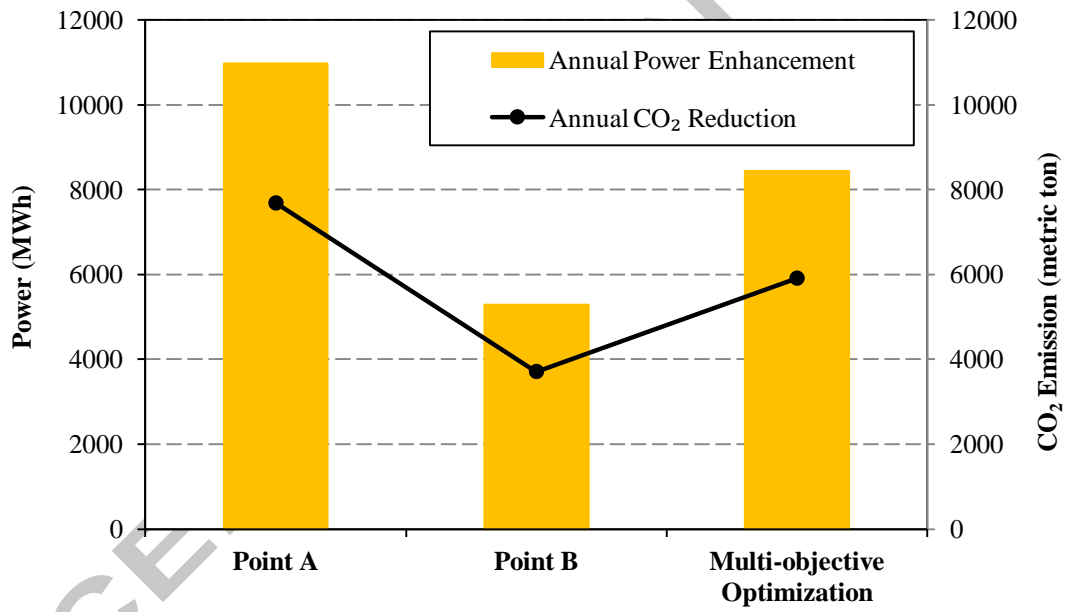 12000
10000
8000
6000
4000
2000
0
Power (MWh)
Annual Power Enhancement
Annual CO₂ Reduction
12000
10000
8000
6000
4000
2000
0
CO₂ Emission (metric ton)
Point A
Point B
Multi-objective
Optimization